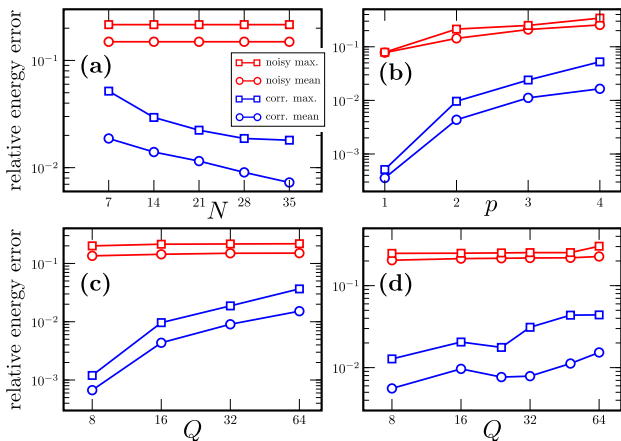 relative energy error
10⁻¹
10⁻²
(a)
noisy max.
noisy mean
corr. max.
corr. mean
7 14 21 28 35
N
10⁻¹
10⁻²
10⁻³
(b)
1 2 3 4
p
relative energy error
10⁻¹
10⁻²
10⁻³
(c)
8 16 32 64
Q
10⁻¹
10⁻²
(d)
8 16 32 64
Q